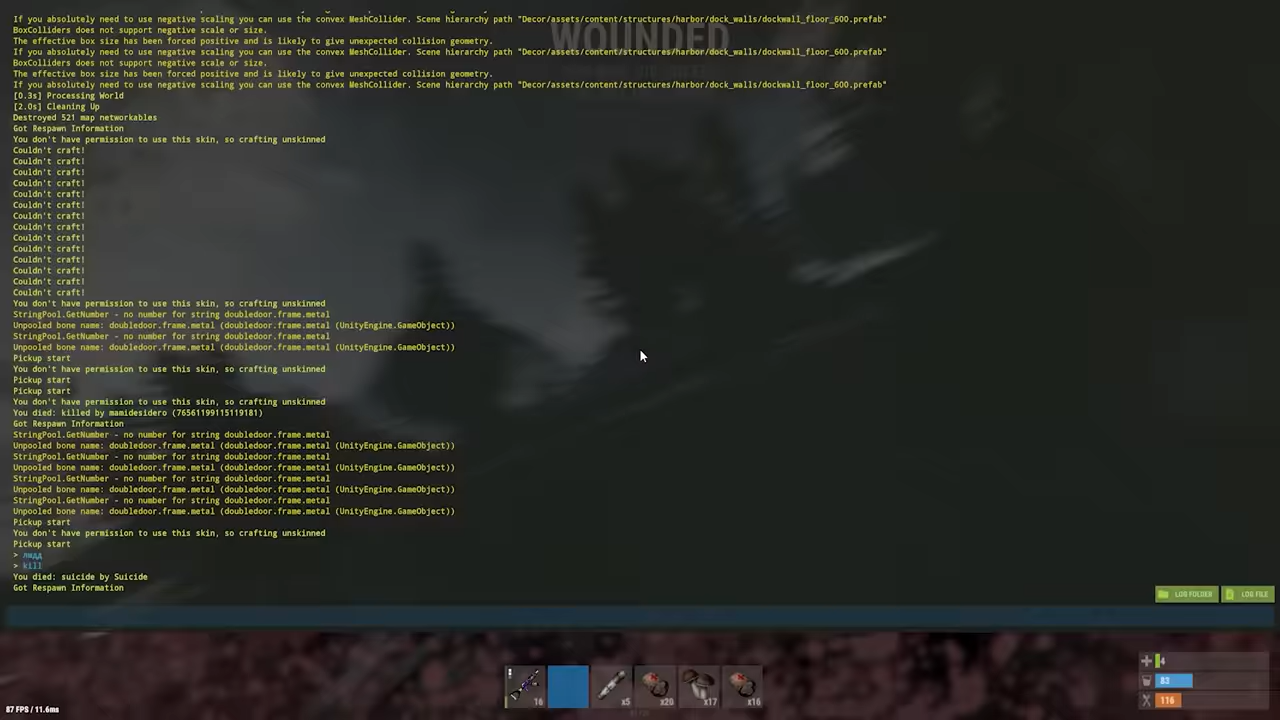 If you absolutely need to use negative scaling you can use the convex MeshCollider. Scene hierarchy path "Decor/assets/content/structures/harbor/dock_walls/dockwall_floor_600.prefab"
BoxColliders does not support negative scale or size.
The effective box size has been forced positive and is likely to give unexpected collision geometry.
If you absolutely need to use negative scaling you can use the convex MeshCollider. Scene hierarchy path "Decor/assets/content/structures/harbor/dock_walls/dockwall_floor_600.prefab"
BoxColliders does not support negative scale or size.
The effective box size has been forced positive and is likely to give unexpected collision geometry.
If you absolutely need to use negative scaling you can use the convex MeshCollider. Scene hierarchy path "Decor/assets/content/structures/harbor/dock_walls/dockwall_floor_600.prefab"
WOUNDED
[0.3s] Processing World
[2.0s] Cleaning Up
Destroyed 521 map networkables
Got Respawn Information
You don't have permission to use this skin, so crafting unskinned
Couldn't craft!
Couldn't craft!
Couldn't craft!
Couldn't craft!
Couldn't craft!
Couldn't craft!
Couldn't craft!
Couldn't craft!
Couldn't craft!
Couldn't craft!
Couldn't craft!
Couldn't craft!
Couldn't craft!
Couldn't craft!
You don't have permission to use this skin, so crafting unskinned
StringPool.GetNumber - no number for string doubledoor.frame.metal
Unpooled bone name: doubledoor.frame.metal (doubledoor.frame.metal (UnityEngine.GameObject))
StringPool.GetNumber - no number for string doubledoor.frame.metal
Unpooled bone name: doubledoor.frame.metal (doubledoor.frame.metal (UnityEngine.GameObject))
Pickup start
You don't have permission to use this skin, so crafting unskinned
Pickup start
Pickup start
You don't have permission to use this skin, so crafting unskinned
You died: killed by mamidesidero (76561199115119181)
Got Respawn Information
StringPool.GetNumber - no number for string doubledoor.frame.metal
Unpooled bone name: doubledoor.frame.metal (doubledoor.frame.metal (UnityEngine.GameObject))
StringPool.GetNumber - no number for string doubledoor.frame.metal
Unpooled bone name: doubledoor.frame.metal (doubledoor.frame.metal (UnityEngine.GameObject))
StringPool.GetNumber - no number for string doubledoor.frame.metal
Unpooled bone name: doubledoor.frame.metal (doubledoor.frame.metal (UnityEngine.GameObject))
StringPool.GetNumber - no number for string doubledoor.frame.metal
Unpooled bone name: doubledoor.frame.metal (doubledoor.frame.metal (UnityEngine.GameObject))
Pickup start
You don't have permission to use this skin, so crafting unskinned
Pickup start
> лшдд
> kill
You died: suicide by Suicide
Got Respawn Information
LOG FOLDER
LOG FILE
16
x5
x20
x17
x16
4
83
116
87 FPS / 11.6ms